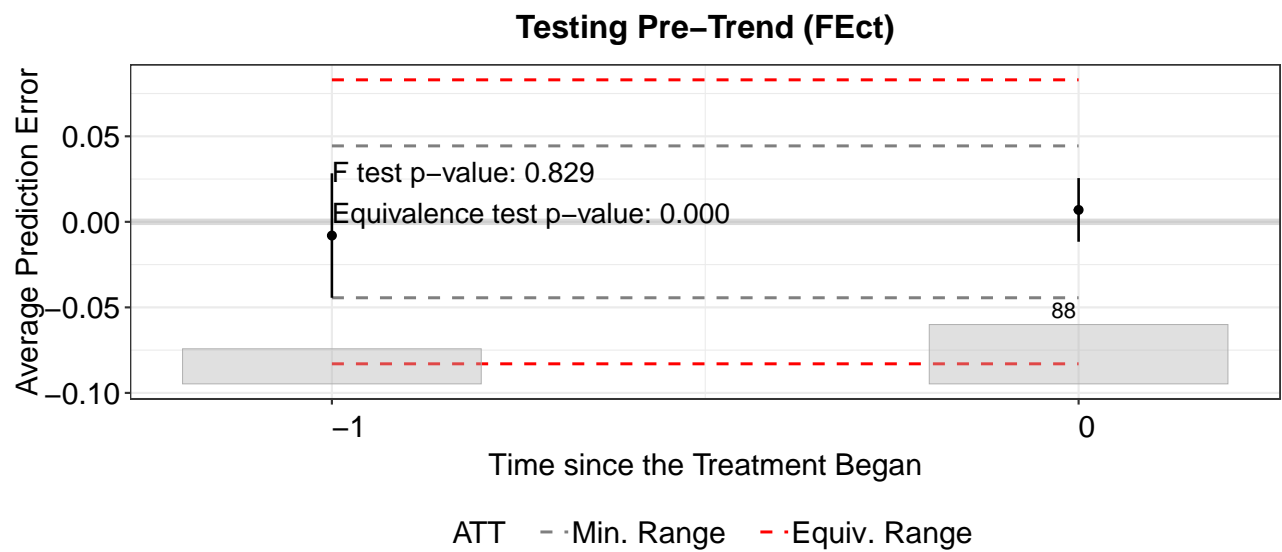 Testing Pre−Trend (FEct)
Average Prediction Error
0.05
0.00
−0.05
−0.10
F test p−value: 0.829
Equivalence test p−value: 0.000
88
−1
0
Time since the Treatment Began
ATT Min. Range Equiv. Range